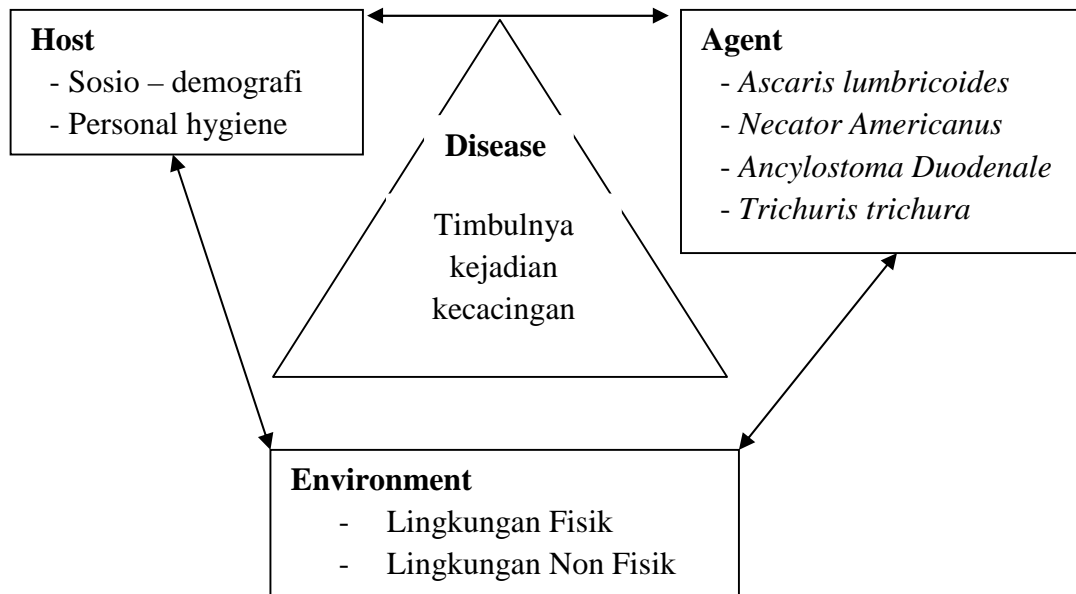 Host
- Sosio – demografi
- Personal hygiene
Agent
- Ascaris lumbricoides
- Necator Americanus
- Ancylostoma Duodenale
- Trichuris trichura
Disease
Timbulnya
kejadian
kecacingan
Environment
- Lingkungan Fisik
- Lingkungan Non Fisik